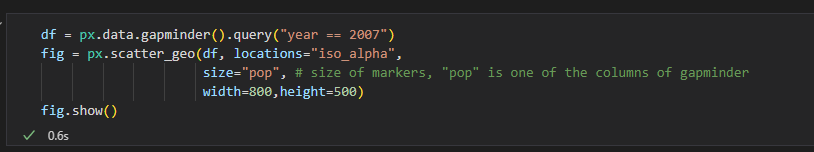 df = px.data.gapminder().query("year == 2007")
fig = px.scatter_geo(df, locations="iso_alpha",
                     size="pop", # size of markers, "pop" is one of the columns of gapminder
                     width=800,height=500)
fig.show()
0.6s